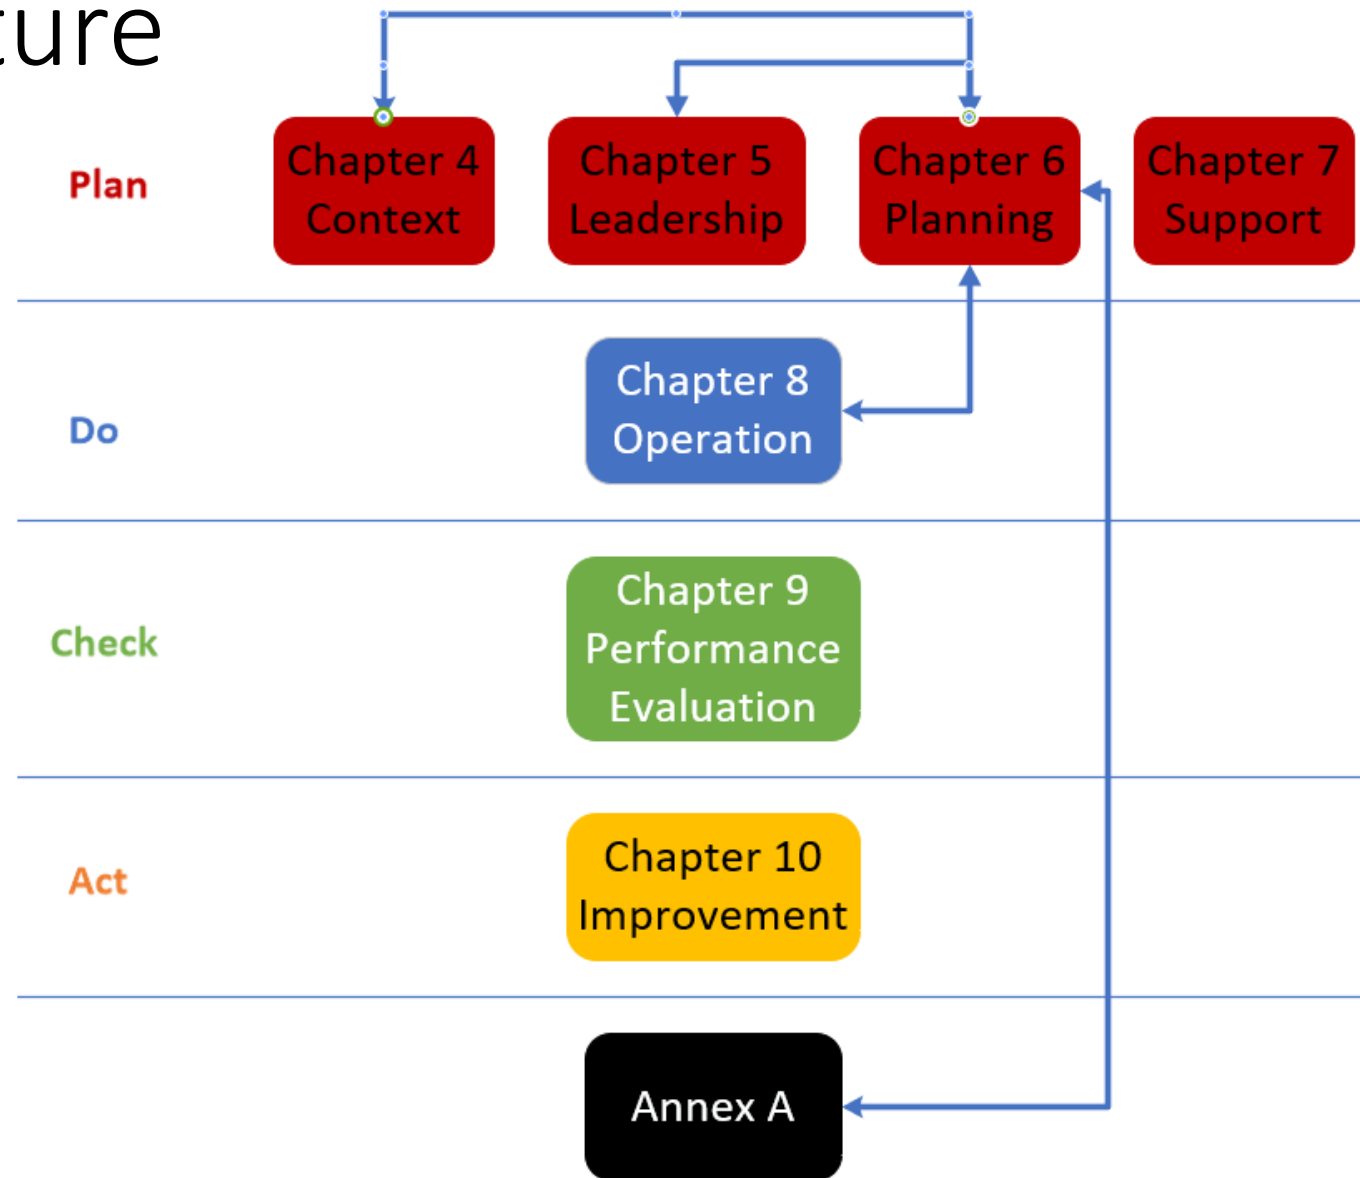 ture
Plan
Chapter 4
Context
Chapter 5
Leadership
Chapter 6
Planning
Chapter 7
Support
Do
Chapter 8
Operation
Check
Chapter 9
Performance
Evaluation
Act
Chapter 10
Improvement
Annex A